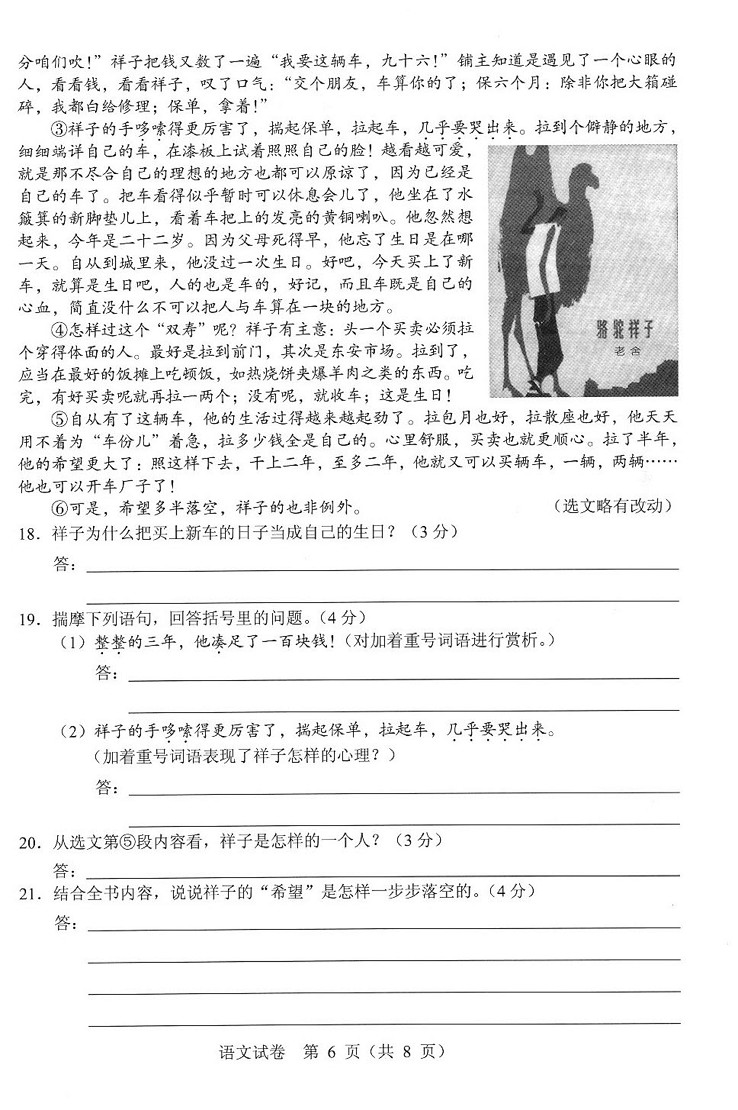 分咱们吹！”祥子把钱又数了一遍“我要这辆车，九十六！”铺主知道是遇见了一个心眼的
人，看看钱，看看祥子，叹了口气：“交个朋友，车算你的了；保六个月：除非你把大箱碰
碎，我都白给修理；保单，拿着！”
③祥子的手哆嗦得更厉害了，揣起保单，拉起车，几乎要哭出来。拉到个僻静的地方，
细细端详自己的车，在漆板上试着照照自己的脸！越看越可爱，
就是那不尽合自己的理想的地方也都可以原谅了，因为已经是
自己的车了。把车看得似乎暂时可以休息会儿了，他坐在了水
簸箕的新脚垫儿上，看着车把上的发亮的黄铜喇叭。他忽然想
起来，今年是二十二岁。因为父母死得早，他忘了生日是在哪
一天。自从到城里来，他没过一次生日。好吧，今天买上了新
车，就算是生日吧，人的也是车的，好记，而且车既是自己的
心血，简直没什么不可以把人与车算在一块的地方。
④怎样过这个“双寿”呢？祥子有主意：头一个买卖必须拉
个穿得体面的人。最好是拉到前门，其次是东安市场。拉到了，
应当在最好的饭摊上吃顿饭，如热烧饼夹爆羊肉之类的东西。吃
完，有好买卖呢就再拉一两个；没有呢，就收车；这是生日！
骆驼祥子
老舍
⑤自从有了这辆车，他的生活过得越来越起劲了。拉包月也好，拉散座也好，他天天
用不着为“车份儿”着急，拉多少钱全是自己的。心里舒服，买卖也就更顺心。拉了半年，
他的希望更大了：照这样下去，干上二年，至多二年，他就又可以买辆车，一辆，两辆……
他也可以开车厂子了！
⑥可是，希望多半落空，祥子的也非例外。（选文略有改动）
18．祥子为什么把买上新车的日子当成自己的生日？（3 分）
答：
19．揣摩下列语句，回答括号里的问题。（4 分）
（1）整整的三年，他凑足了一百块钱！（对加着重号词语进行赏析。）
答：
（2）祥子的手哆嗦得更厉害了，揣起保单，拉起车，几乎要哭出来。
（加着重号词语表现了祥子怎样的心理？）
答：
20．从选文第⑤段内容看，祥子是怎样的一个人？（3 分）
答：
21．结合全书内容，说说祥子的“希望”是怎样一步步落空的。（4 分）
答：
语文试卷 第 6 页（共 8 页）